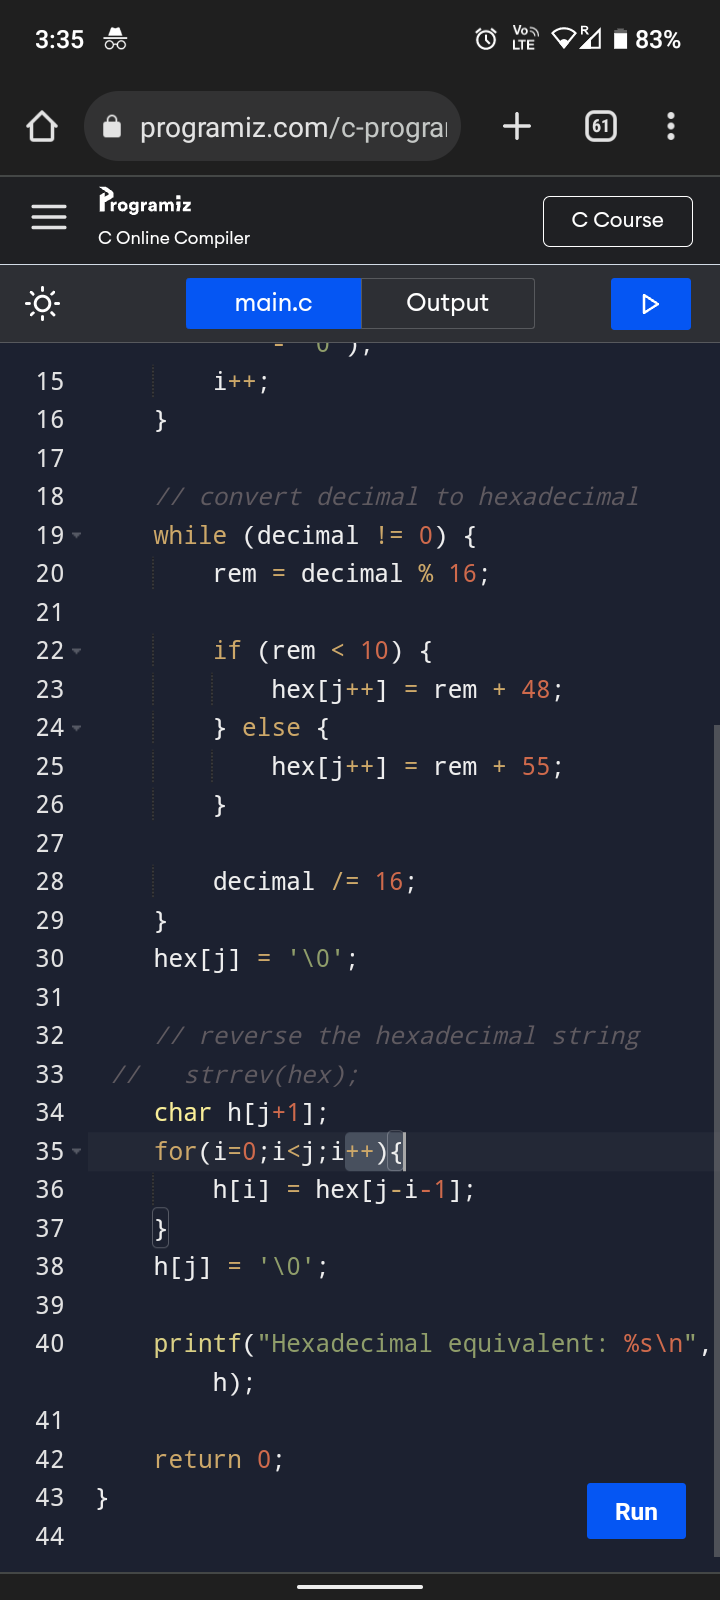 3:35 Vo LTE R 83%
programiz.com/c-progra 61
Programiz
C Online Compiler
C Course
main.c Output
- '0');
15 i++;
16 }
17
18 // convert decimal to hexadecimal
19 while (decimal != 0) {
20 rem = decimal % 16;
21
22 if (rem < 10) {
23 hex[j++] = rem + 48;
24 } else {
25 hex[j++] = rem + 55;
26 }
27
28 decimal /= 16;
29 }
30 hex[j] = '\0';
31
32 // reverse the hexadecimal string
33 // strrev(hex);
34 char h[j+1];
35 for(i=0;i<j;i++){
36 h[i] = hex[j-i-1];
37 }
38 h[j] = '\0';
39
40 printf("Hexadecimal equivalent: %s\n",
h);
41
42 return 0;
43 }
44
Run